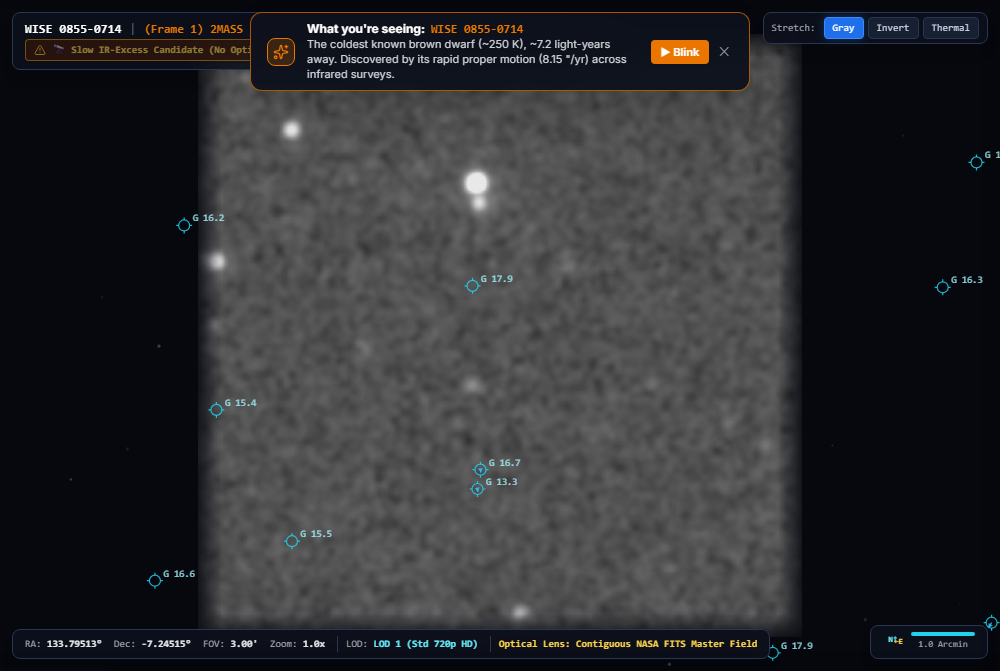 WISE 0855-0714 | (Frame 1) 2MASS
Slow IR-Excess Candidate (No Opti
What you're seeing: WISE 0855-0714
The coldest known brown dwarf (~250 K), ~7.2 light-years
away. Discovered by its rapid proper motion (8.15 "/yr) across
infrared surveys.
▶ Blink
Stretch: Gray Invert Thermal
G 1
G 16.2
G 17.9
G 16.3
G 15.4
G 16.7
G 13.3
G 15.5
G 16.6
G 17.9
RA: 133.79513° Dec: -7.24515° FOV: 3.00' Zoom: 1.0x LOD: LOD 1 (Std 720p HD) Optical Lens: Contiguous NASA FITS Master Field
1.0 Arcmin